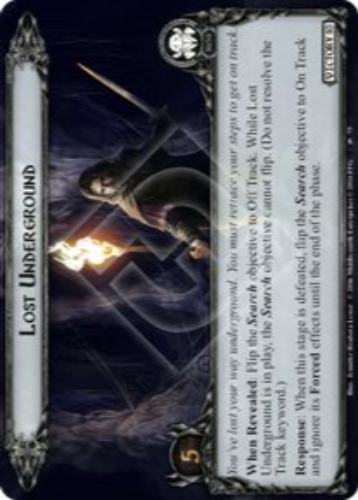 LOST UNDERGROUND
5
You've lost your way underground. You must retrace your steps to get on track.
When Revealed: Flip the Search objective to Off Track. While Lost
Underground is in play, the Search objective cannot flip. (Do not resolve the
Track keyword.)
Response: When this stage is defeated, flip the Search objective to On Track
and ignore its Forced effects until the end of the phase.
VICTORY 10